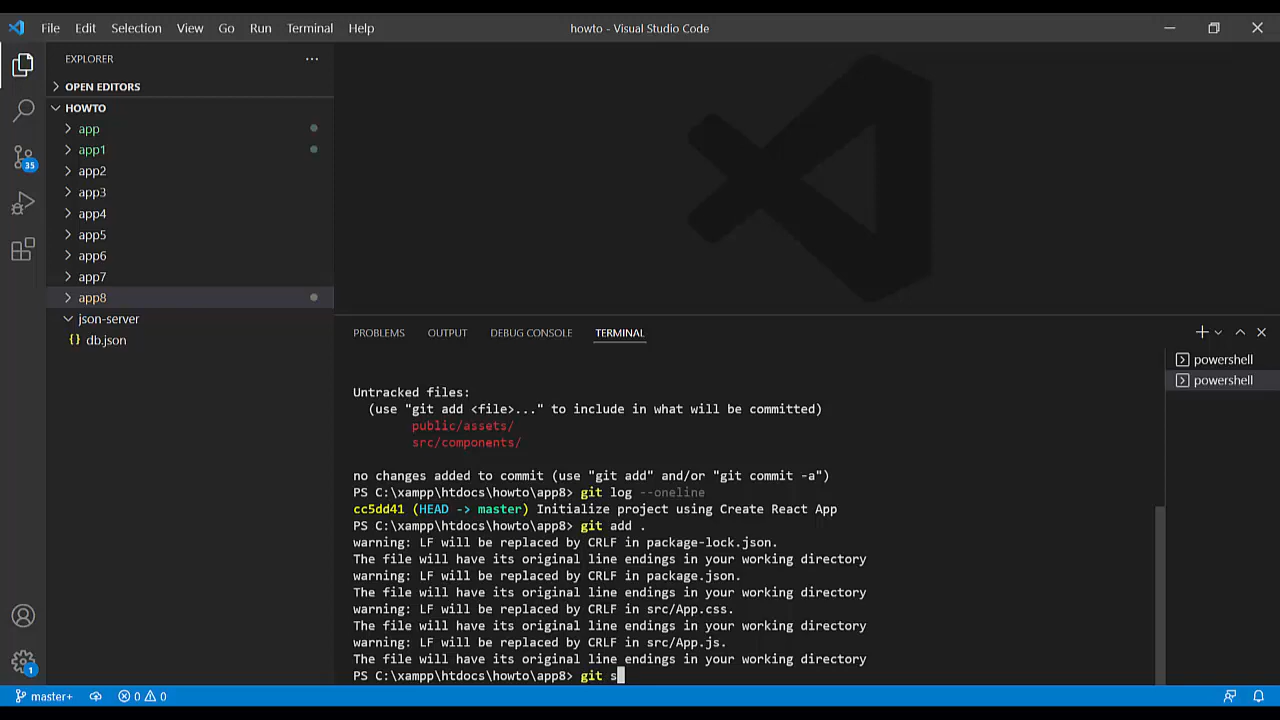 File Edit Selection View Go Run Terminal Help
howto - Visual Studio Code
EXPLORER
OPEN EDITORS
HOWTO
app
app1
app2
app3
app4
app5
app6
app7
app8
json-server
{} db.json
35
1
PROBLEMS OUTPUT DEBUG CONSOLE TERMINAL
powershell
powershell
Untracked files:
(use "git add <file>..." to include in what will be committed)
public/assets/
src/components/
no changes added to commit (use "git add" and/or "git commit -a")
PS C:\xampp\htdocs\howto\app8> git log --oneline
cc5dd41 (HEAD -> master) Initialize project using Create React App
PS C:\xampp\htdocs\howto\app8> git add .
warning: LF will be replaced by CRLF in package-lock.json.
The file will have its original line endings in your working directory
warning: LF will be replaced by CRLF in package.json.
The file will have its original line endings in your working directory
warning: LF will be replaced by CRLF in src/App.css.
The file will have its original line endings in your working directory
warning: LF will be replaced by CRLF in src/App.js.
The file will have its original line endings in your working directory
PS C:\xampp\htdocs\howto\app8> git s
master+ 0 0